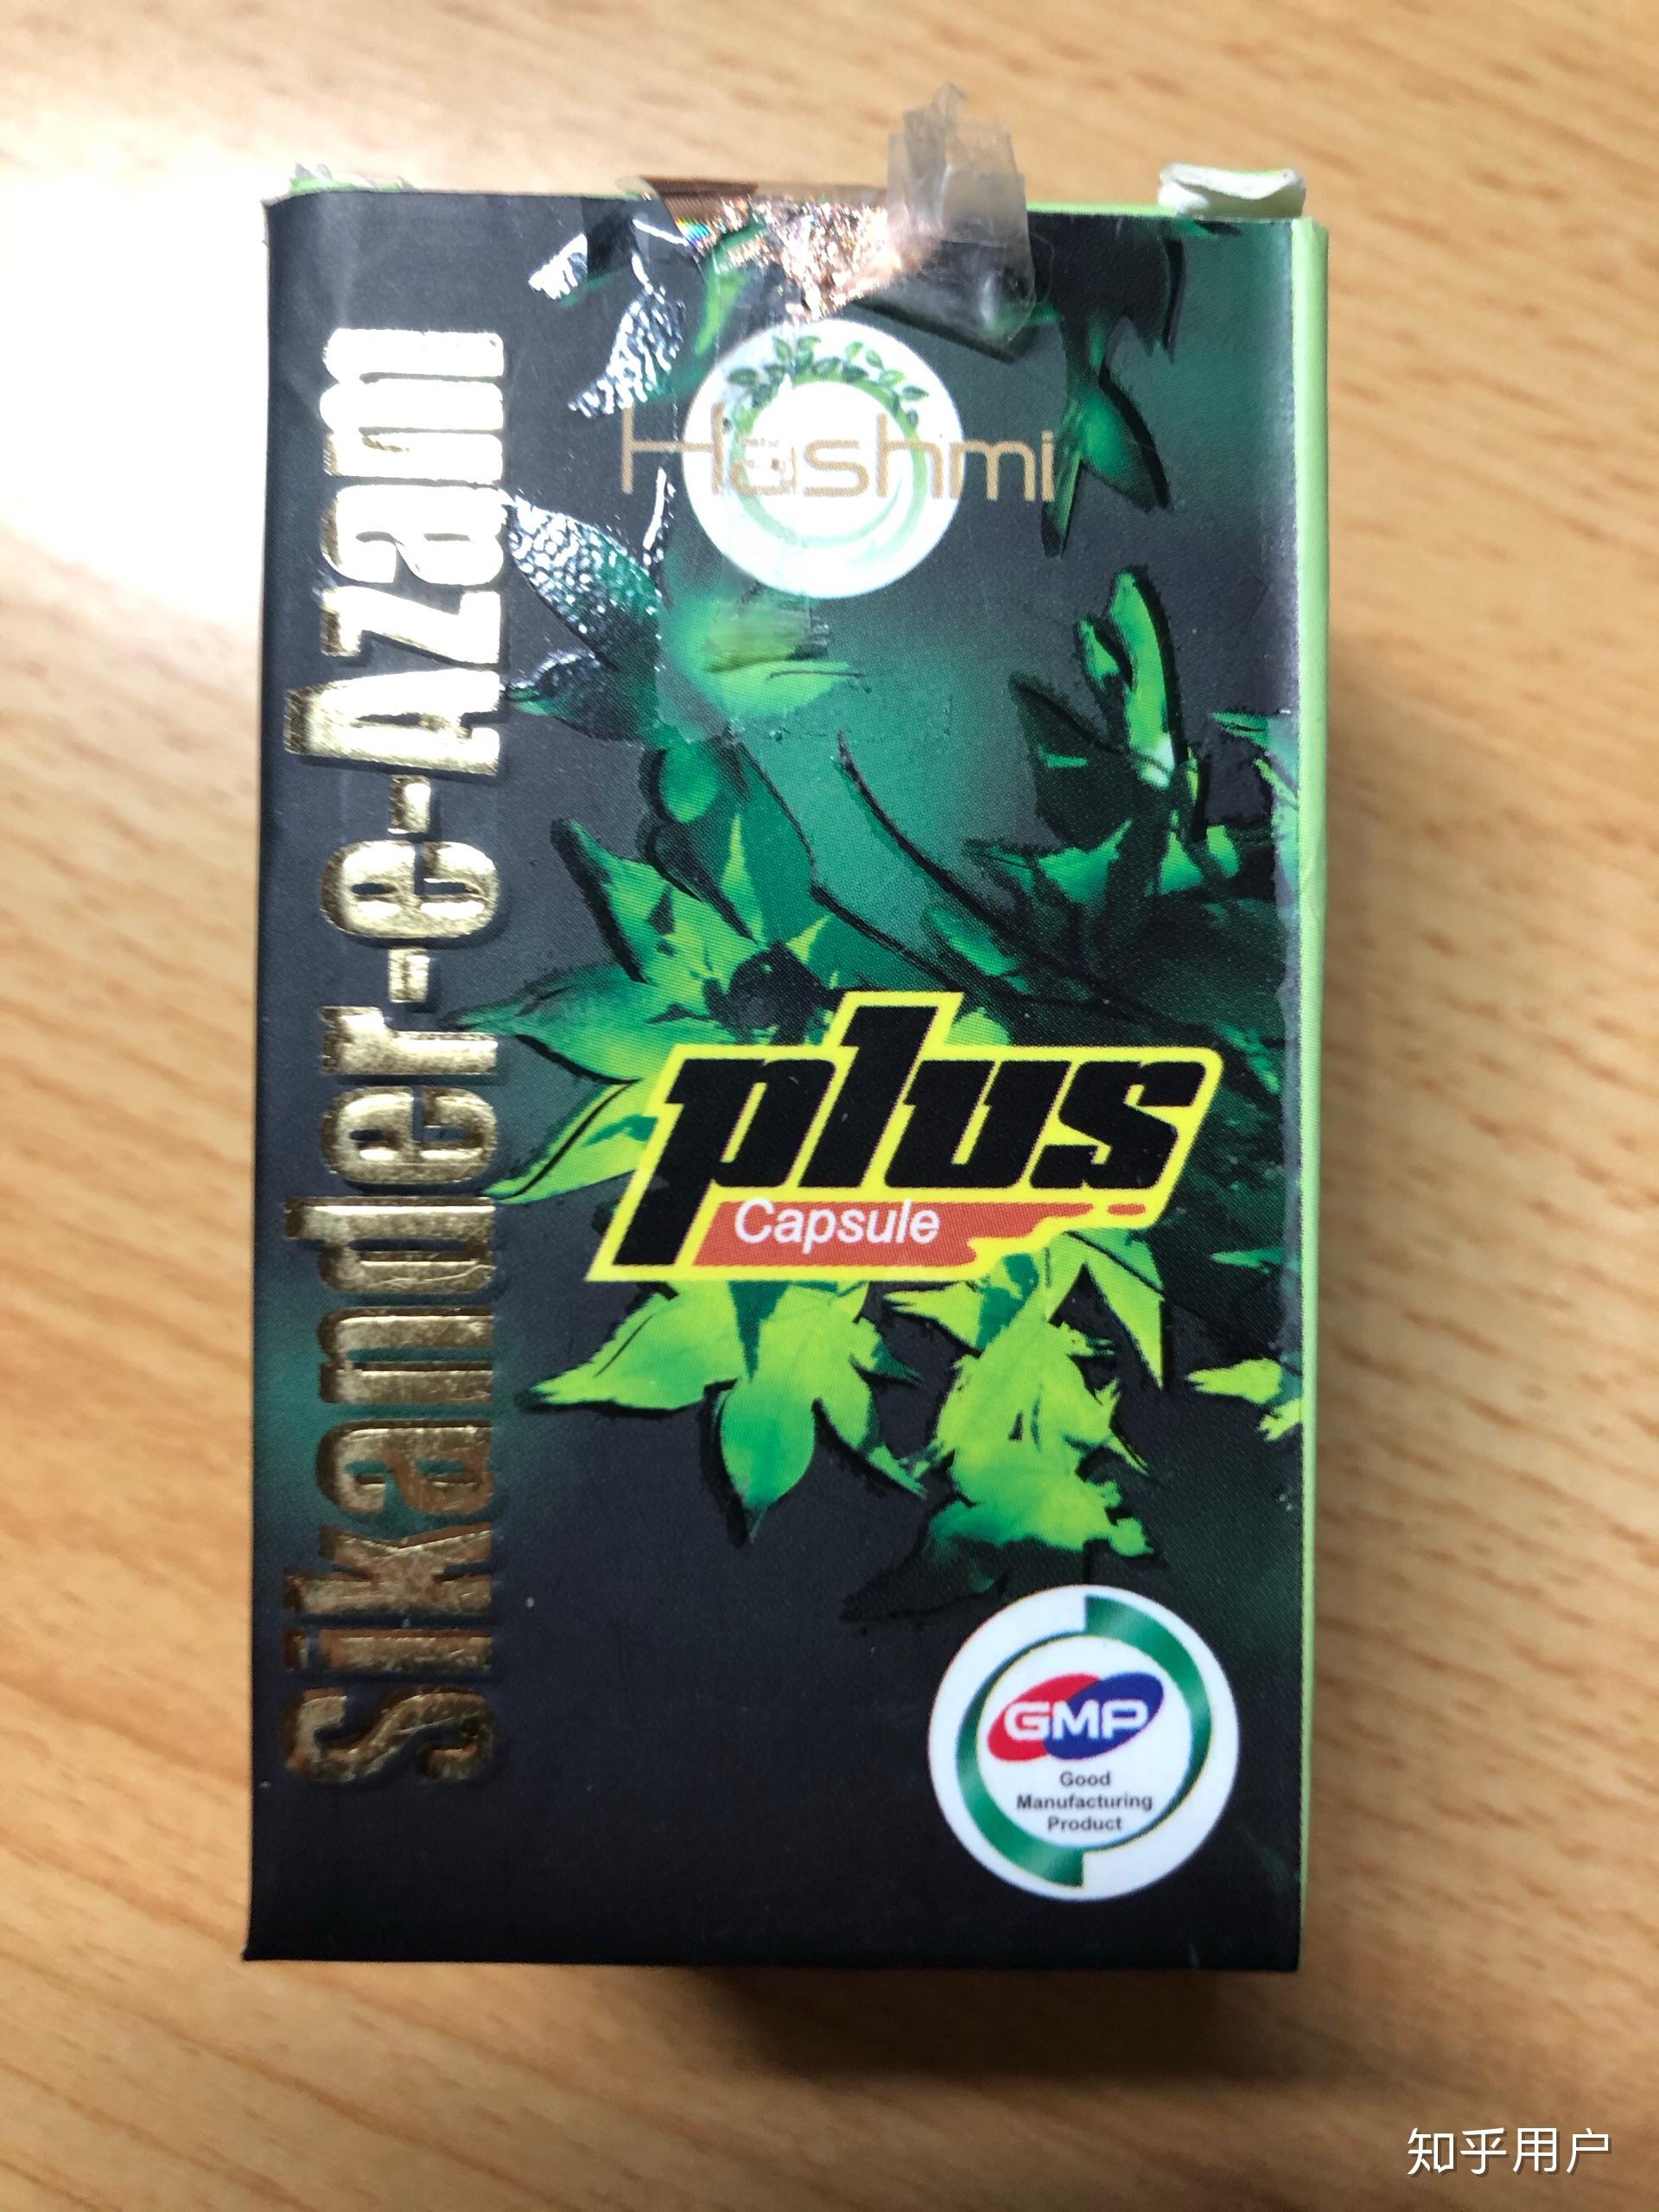 Hashmi
Sikander-e-Azam
plus
Capsule
GMP
Good
Manufacturing
Product
知乎用户